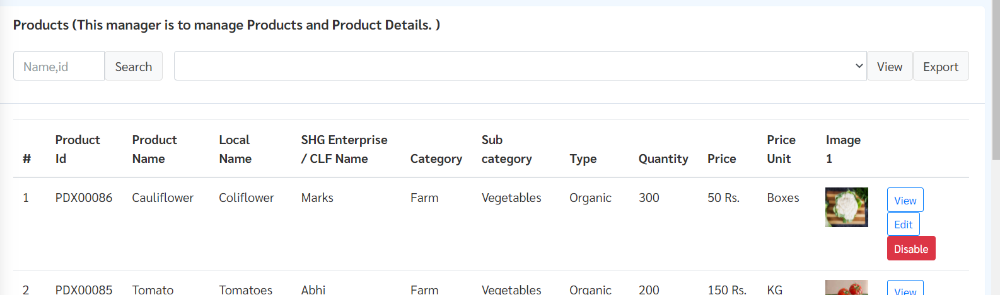 Products (This manager is to manage Products and Product Details. )
Name,id Search View Export
# Product Id Product Name Local Name SHG Enterprise / CLF Name Category Sub category Type Quantity Price Price Unit Image 1
1 PDX00086 Cauliflower Coliflower Marks Farm Vegetables Organic 300 50 Rs. Boxes View
Edit
Disable
2 PDX00085 Tomato Tomatoes Abhi Farm Vegetables Organic 200 150 Rs. KG View